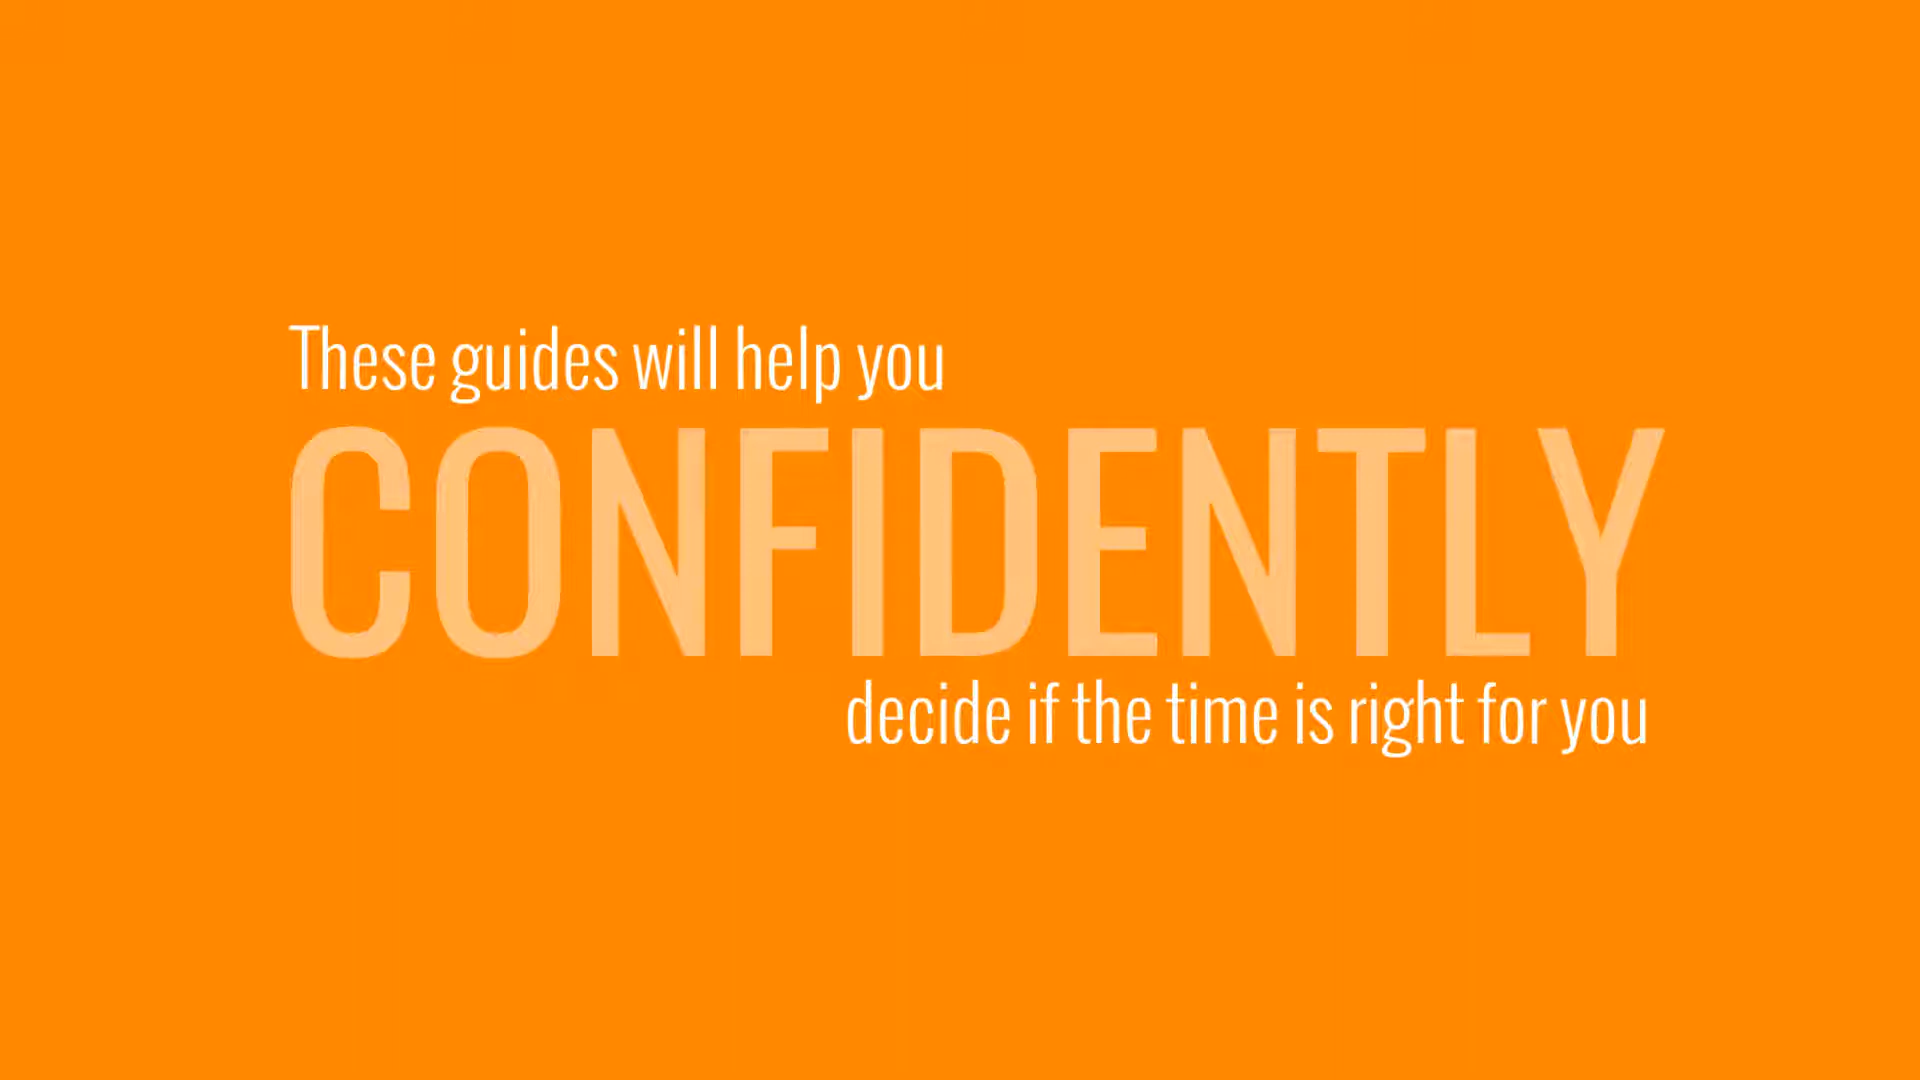 These guides will help you
CONFIDENTLY
decide if the time is right for you